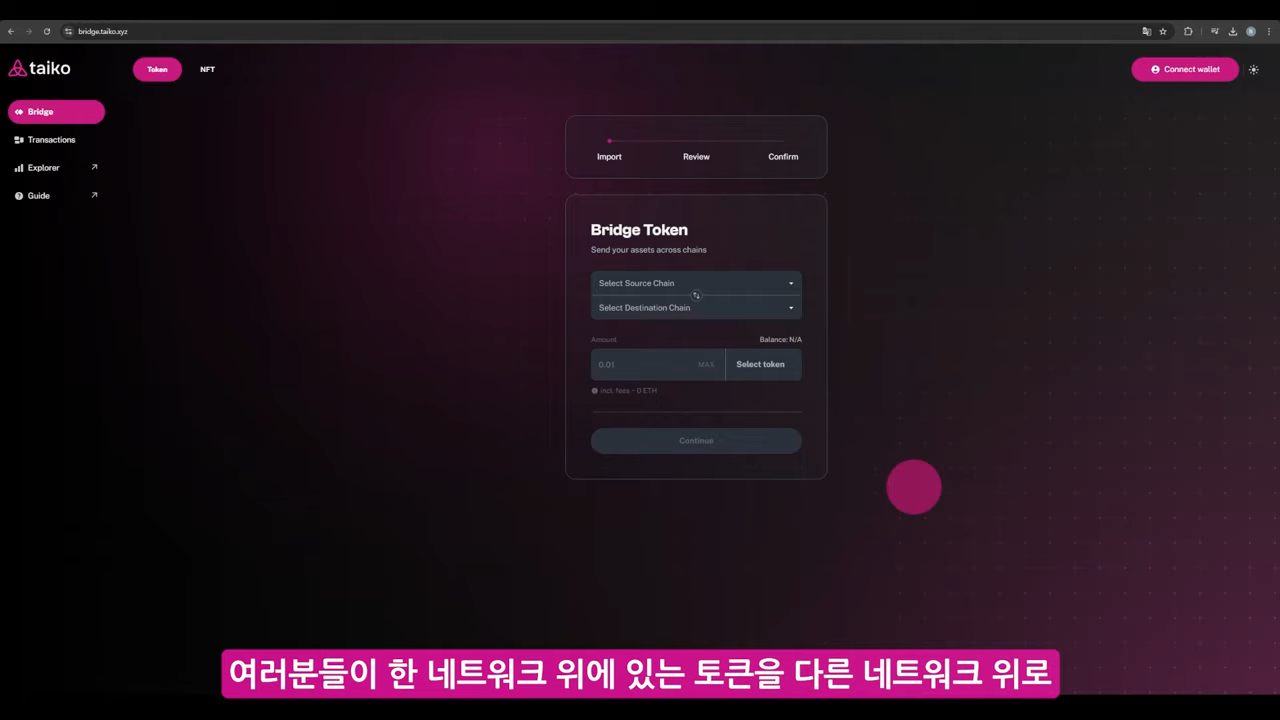 bridge.taiko.xyz
taiko
Token
NFT
Connect wallet
Bridge
Transactions
Explorer
Guide
Import
Review
Confirm
Bridge Token
Send your assets across chains
Select Source Chain
Select Destination Chain
Amount
Balance: N/A
0.01
MAX
Select token
incl. fees ~ 0 ETH
Continue
여러분들이 한 네트워크 위에 있는 토큰을 다른 네트워크 위로